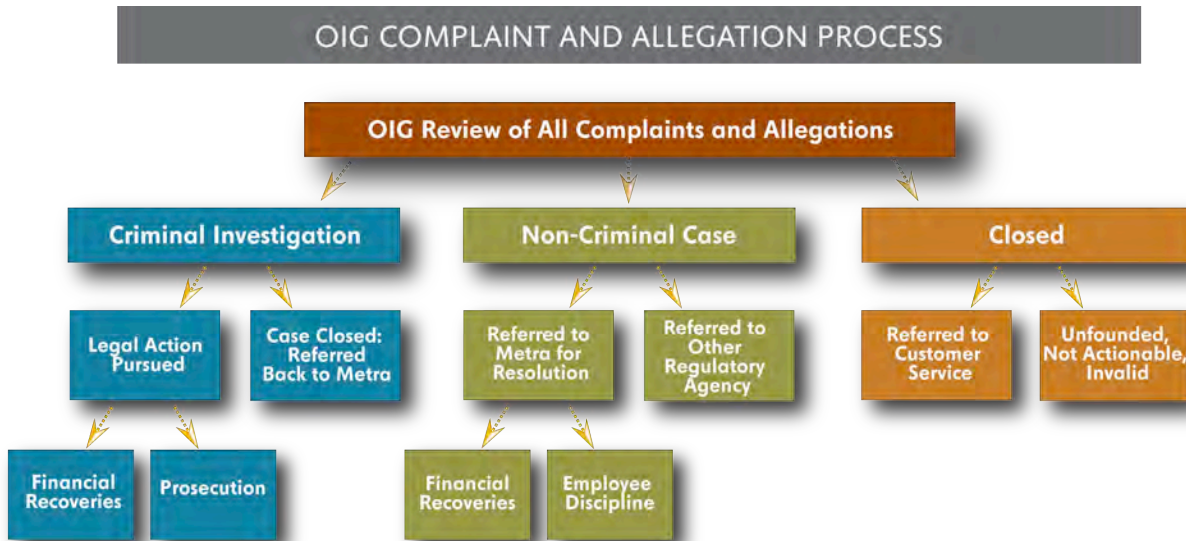 OIG COMPLAINT AND ALLEGATION PROCESS
OIG Review of All Complaints and Allegations
Criminal Investigation
Non-Criminal Case
Closed
Legal Action
Pursued
Case Closed:
Referred
Back to Metra
Referred to
Metra for
Resolution
Referred to
Other
Regulatory
Agency
Referred to
Customer
Service
Unfounded,
Not Actionable,
Invalid
Financial
Recoveries
Prosecution
Financial
Recoveries
Employee
Discipline